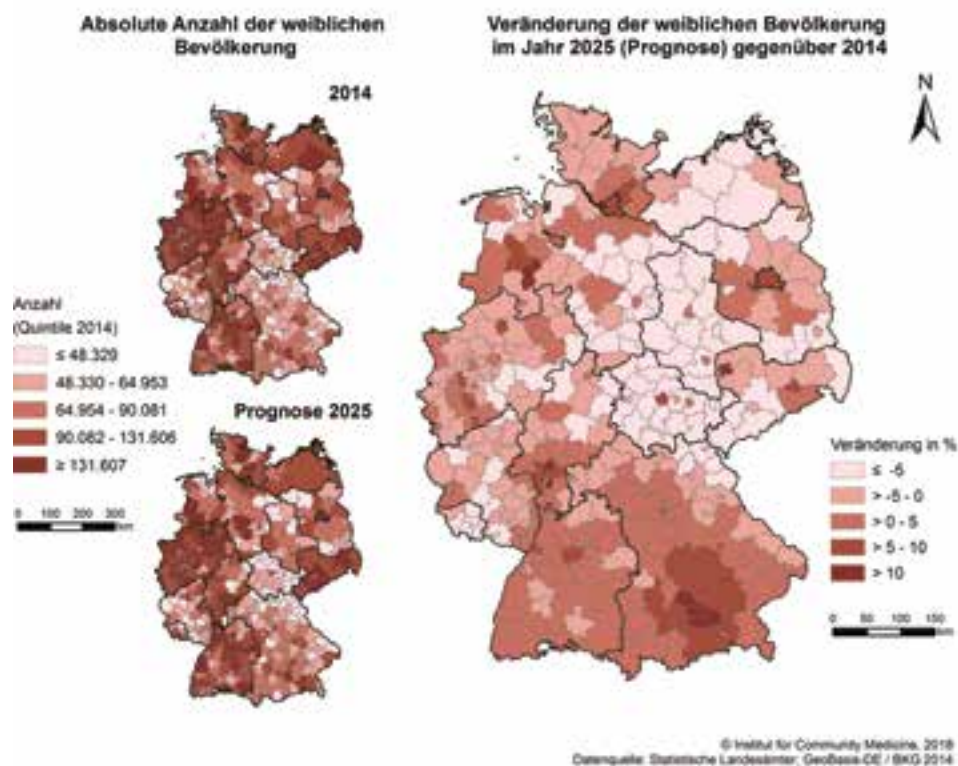 Absolute Anzahl der weiblichen
Bevölkerung
2014
Anzahl
(Quintile 2014)
≤ 48.329
48.330 - 64.953
64.954 - 90.081
90.082 - 131.606
≥ 131.607
0 100 200 300
km
Prognose 2025
Veränderung der weiblichen Bevölkerung
im Jahr 2025 (Prognose) gegenüber 2014
N
Veränderung in %
≤ -5
> -5 - 0
> 0 - 5
> 5 - 10
> 10
0 50 100 150
km
© Institut für Community Medicine, 2018
Datenquelle: Statistische Landesämter; GeoBasis-DE / BKG 2014